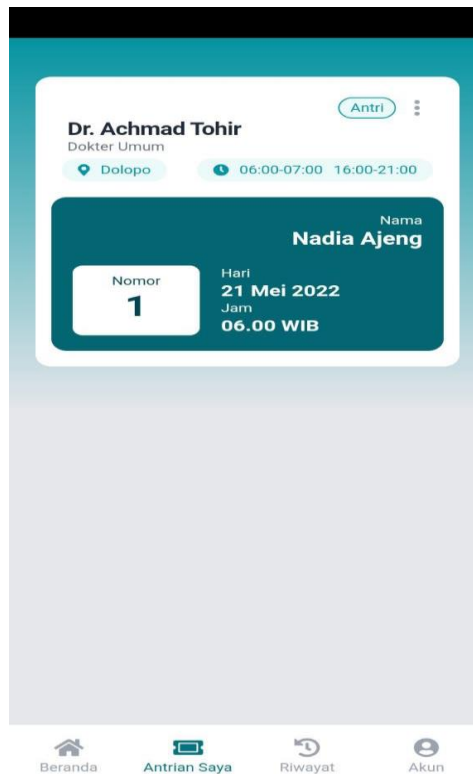 Antri
Dr. Achmad Tohir
Dokter Umum
Dolopo
06:00-07:00 16:00-21:00
Nama
Nadia Ajeng
Nomor
1
Hari
21 Mei 2022
Jam
06.00 WIB
Beranda
Antrian Saya
Riwayat
Akun